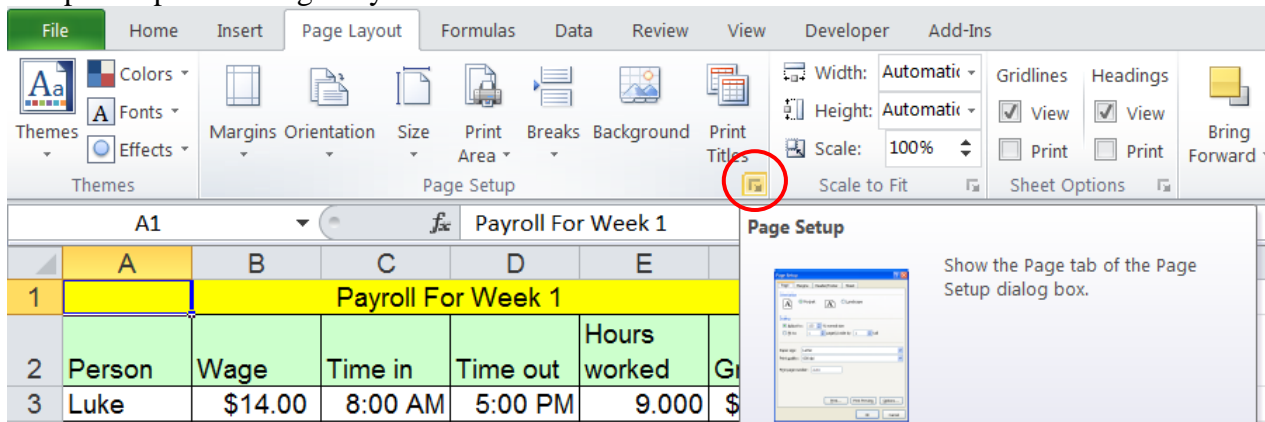 File Home Insert Page Layout Formulas Data Review View Developer Add-Ins
Aa Colors Width: Automatic Gridlines Headings
A Fonts Height: Automatic View View
Themes Effects Margins Orientation Size Print Area Breaks Background Print Titles Scale: 100% Print Print Bring Forward
Themes Page Setup Scale to Fit Sheet Options
A1 fx Payroll For Week 1 Page Setup
A B C D E Show the Page tab of the Page
Setup dialog box.
1 Payroll For Week 1
2 Person Wage Time in Time out Hours worked
3 Luke $14.00 8:00 AM 5:00 PM 9.000 $